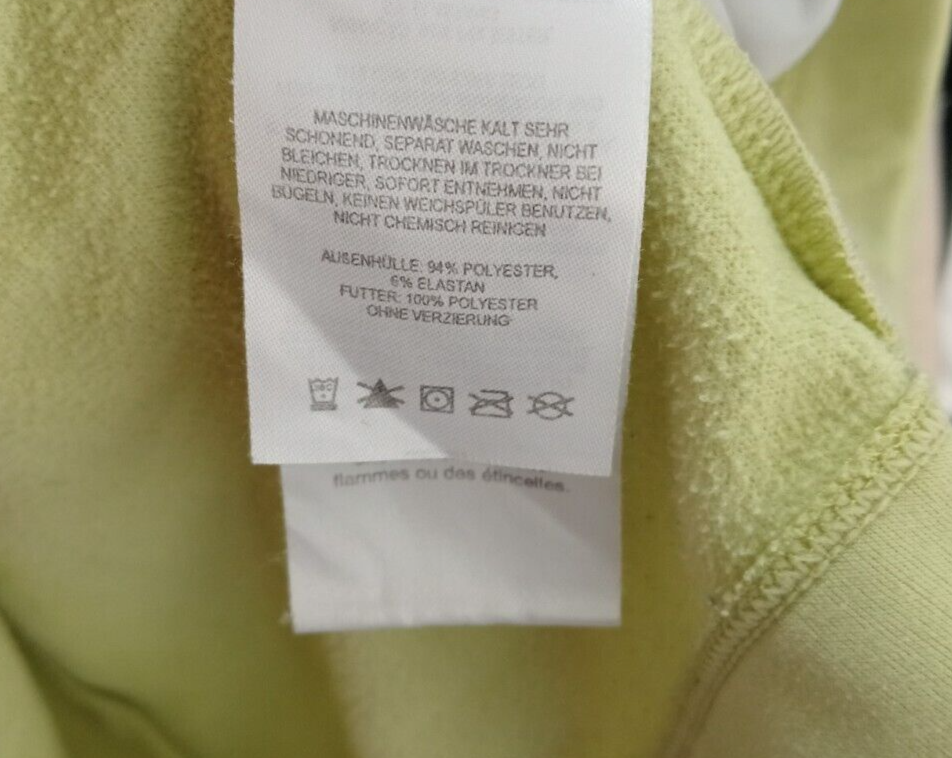 MASCHINENWÄSCHE KALT SEHR
SCHONEND, SEPARAT WASCHEN, NICHT
BLEICHEN, TROCKNEN IM TROCKNER BEI
NIEDRIGER, SOFORT ENTNEHMEN, NICHT
BÜGELN, KEINEN WEICHSPÜLER BENUTZEN,
NICHT CHEMISCH REINIGEN
AUßENHÜLLE: 94% POLYESTER,
6% ELASTAN
FUTTER: 100% POLYESTER
OHNE VERZIERUNG
flammes ou des étincelles.